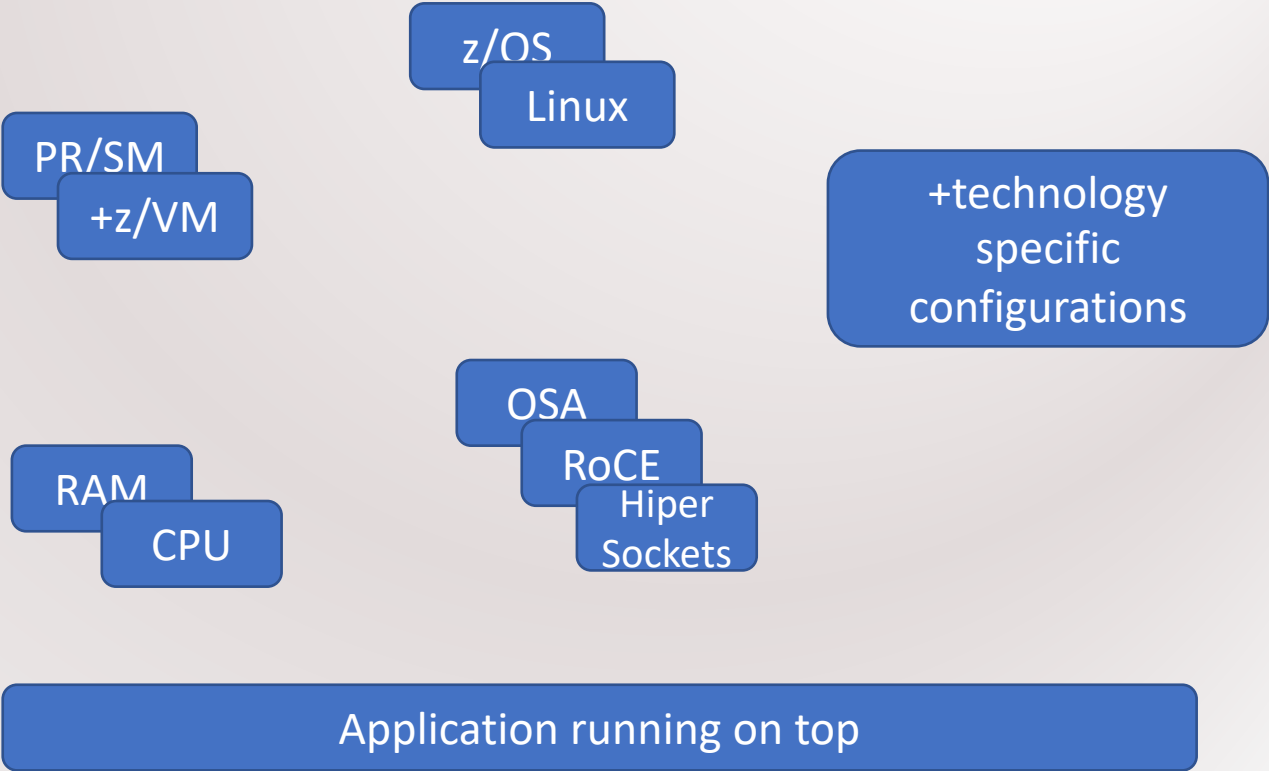 z/OS
Linux
PR/SM
+z/VM
+technology
specific
configurations
OSA
RoCE
Hiper
Sockets
RAM
CPU
Application running on top